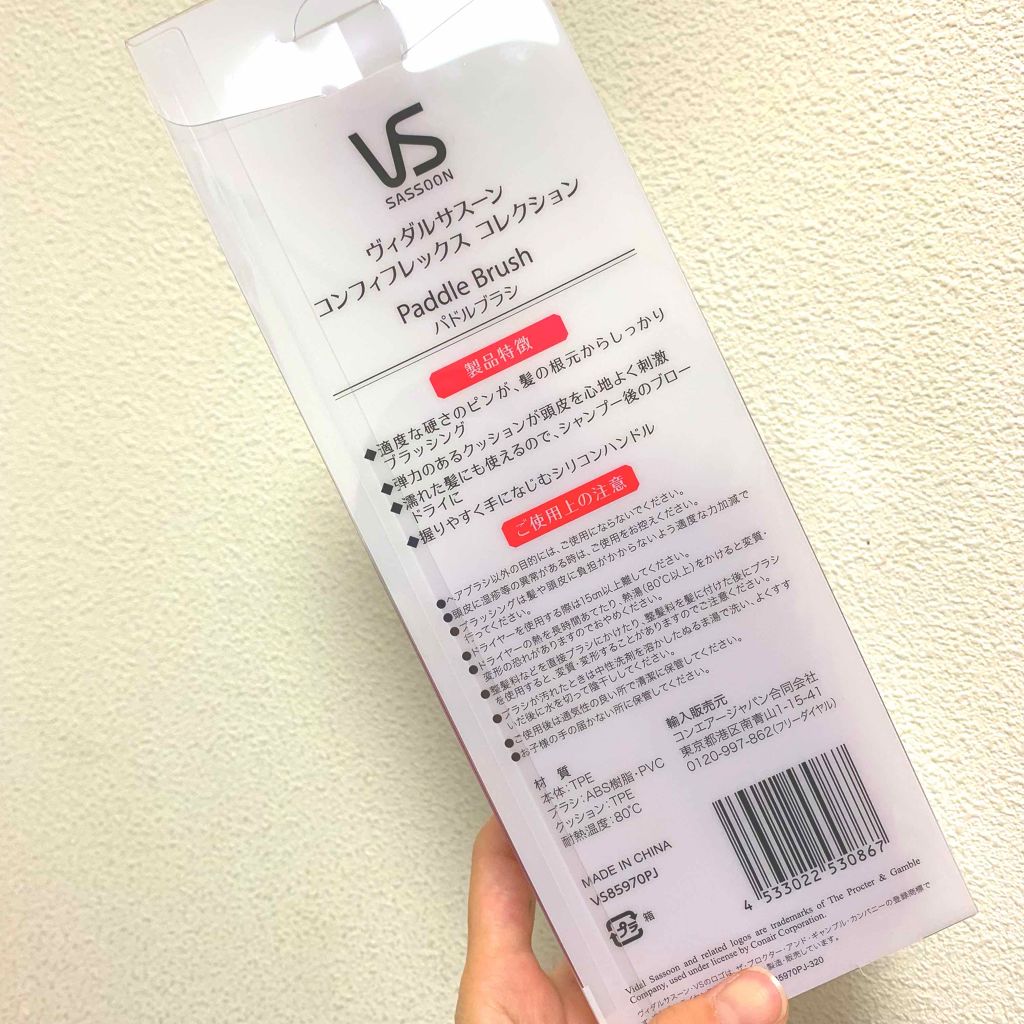 VS
SASSOON
ヴィダルサスーン
コンフィフレックス コレクション
Paddle Brush
パドルブラシ
製品特徴
◆適度な硬さのピンが、髪の根元からしっかり
ブラッシング
◆弾力のあるクッションが頭皮を心地よく刺激
◆濡れた髪にも使えるので、シャンプー後のブロー
ドライに
◆握りやすく手になじむシリコンハンドル
ご使用上の注意
●ヘアブラシ以外の目的には、ご使用にならないでください。
●頭皮に湿疹等の異常がある時は、ご使用をお控えください。
●ブラッシングは髪や頭皮に負担がかからないよう適度な力加減で
行ってください。
●ドライヤーを使用する際は15cm以上離してください。
●ドライヤーの熱を長時間あてたり、熱湯(80℃以上)をかけると変質・
変形の恐れがありますのでおやめください。
●整髪料などを直接ブラシにかけたり、整髪料を髪に付けた後にブラシ
を使用すると、変質・変形することがありますのでご注意ください。
●ブラシが汚れたときは中性洗剤を溶かしたぬるま湯で洗い、よくすす
いだ後に水を切って陰干ししてください。
●ご使用後は通気性の良い所で清潔に保管してください。
●お子様の手の届かない所に保管してください。
材 質
本体:TPE
ブラシ:ABS樹脂・PVC
クッション:TPE
耐熱温度:80℃
輸入販売元
コンエアージャパン合同会社
東京都港区南青山1-15-41
0120-997-862(フリーダイヤル)
MADE IN CHINA
VS85970PJ
プラ 箱
4 533022 530867
Vidal Sassoon and related logos are trademarks of The Procter & Gamble
Company, used under license by Conair Corporation.
ヴィダルサスーン・VSのロゴは、ザ・プロクター・アンド・ギャンブル・カンパニーの登録商標で
製造・販売しています。
85970PJ-320